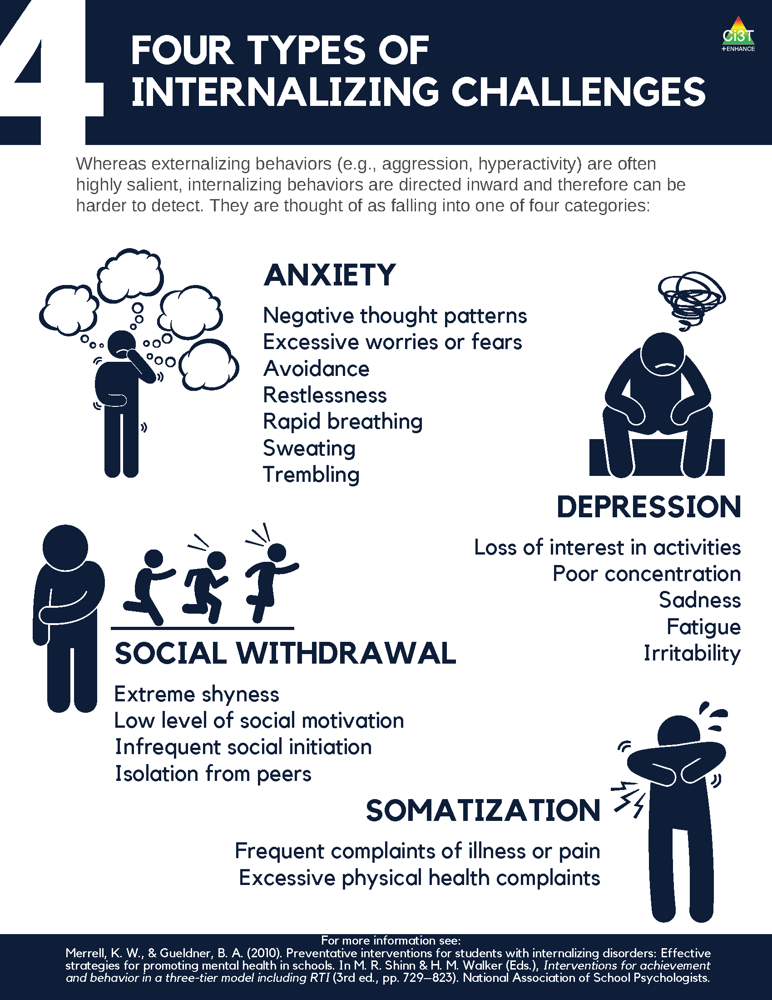 4
FOUR TYPES OF
INTERNALIZING CHALLENGES
Ci3T
+ENHANCE
Whereas externalizing behaviors (e.g., aggression, hyperactivity) are often
highly salient, internalizing behaviors are directed inward and therefore can be
harder to detect. They are thought of as falling into one of four categories:
ANXIETY
Negative thought patterns
Excessive worries or fears
Avoidance
Restlessness
Rapid breathing
Sweating
Trembling
DEPRESSION
Loss of interest in activities
Poor concentration
Sadness
Fatigue
Irritability
SOCIAL WITHDRAWAL
Extreme shyness
Low level of social motivation
Infrequent social initiation
Isolation from peers
SOMATIZATION
Frequent complaints of illness or pain
Excessive physical health complaints
For more information see:
Merrell, K. W., & Gueldner, B. A. (2010). Preventative interventions for students with internalizing disorders: Effective
strategies for promoting mental health in schools. In M. R. Shinn & H. M. Walker (Eds.), Interventions for achievement
and behavior in a three-tier model including RTI (3rd ed., pp. 729–823). National Association of School Psychologists.